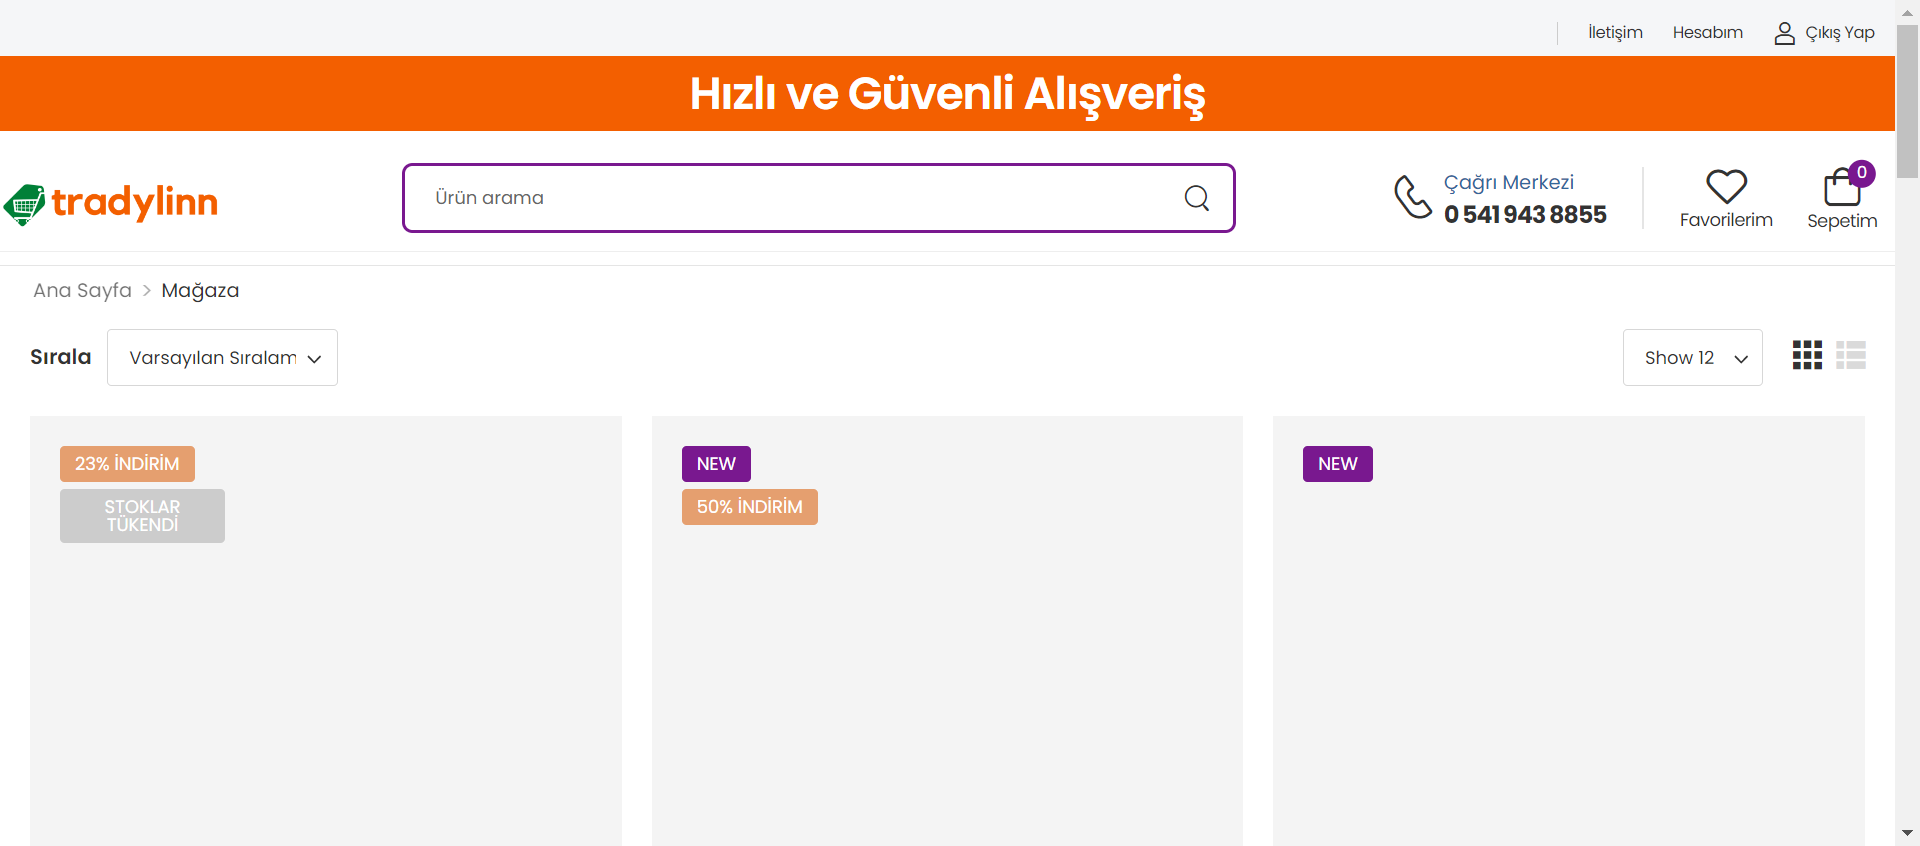 İletişim Hesabım Çıkış Yap
Hızlı ve Güvenli Alışveriş
tradylinn
Ürün arama
Çağrı Merkezi
0 541 943 8855
Favorilerim
0
Sepetim
Ana Sayfa > Mağaza
Sırala Varsayılan Sıralam
Show 12
23% İNDİRİM
STOKLAR
TÜKENDİ
NEW
50% İNDİRİM
NEW